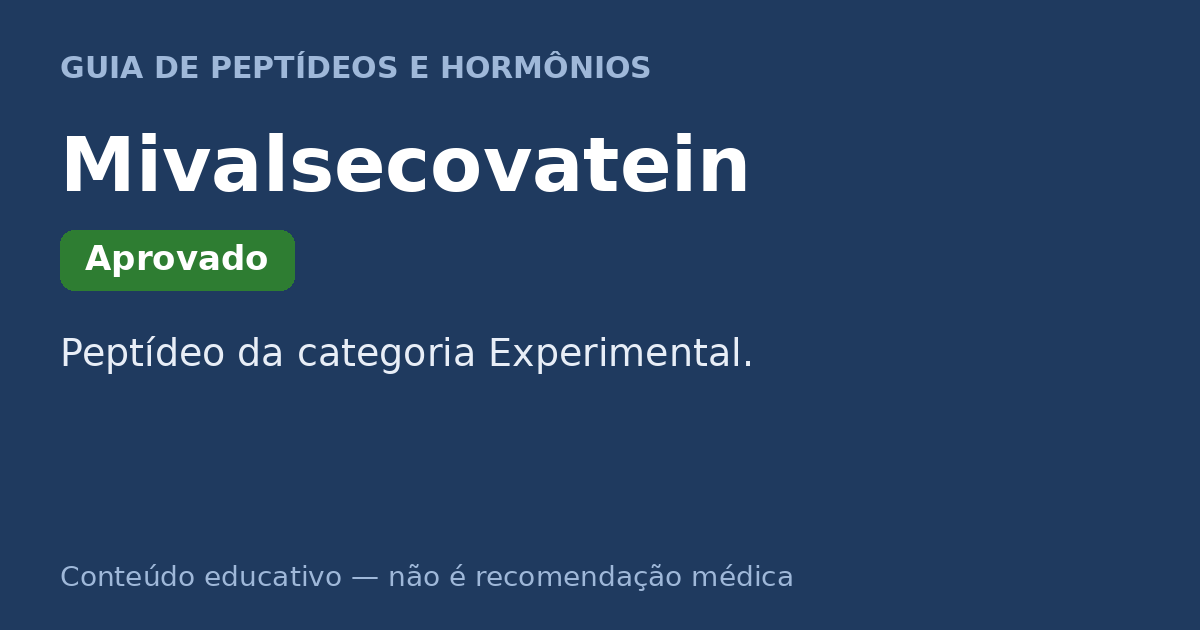 GUIA DE PEPTÍDEOS E HORMÔNIOS
Mivalsecovatein
Aprovado
Peptídeo da categoria Experimental.
Conteúdo educativo — não é recomendação médica